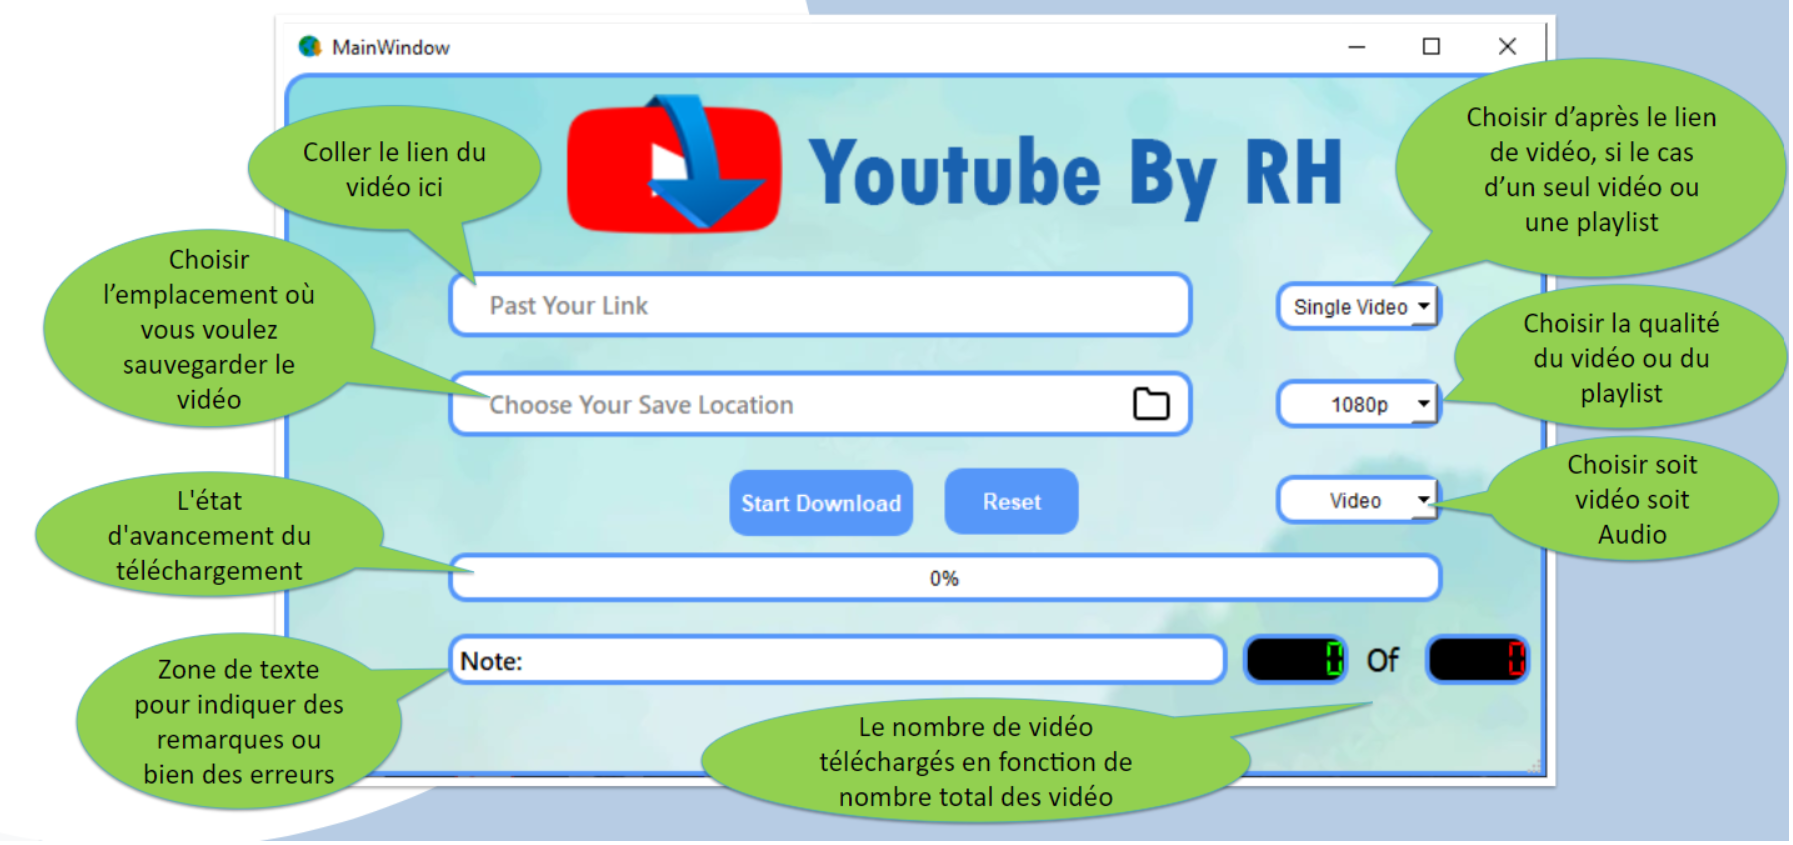 MainWindow
Youtube By RH
Coller le lien du
vidéo ici
Choisir d’après le lien
de vidéo, si le cas
d’un seul vidéo ou
une playlist
Choisir
l’emplacement où
vous voulez
sauvegarder le
vidéo
Past Your Link
Single Video
Choisir la qualité
du vidéo ou du
playlist
Choose Your Save Location
1080p
Start Download
Reset
Video
Choisir soit
vidéo soit
Audio
L'état
d'avancement du
téléchargement
0%
Zone de texte
pour indiquer des
remarques ou
bien des erreurs
Note:
0 Of 0
Le nombre de vidéo
téléchargés en fonction de
nombre total des vidéo